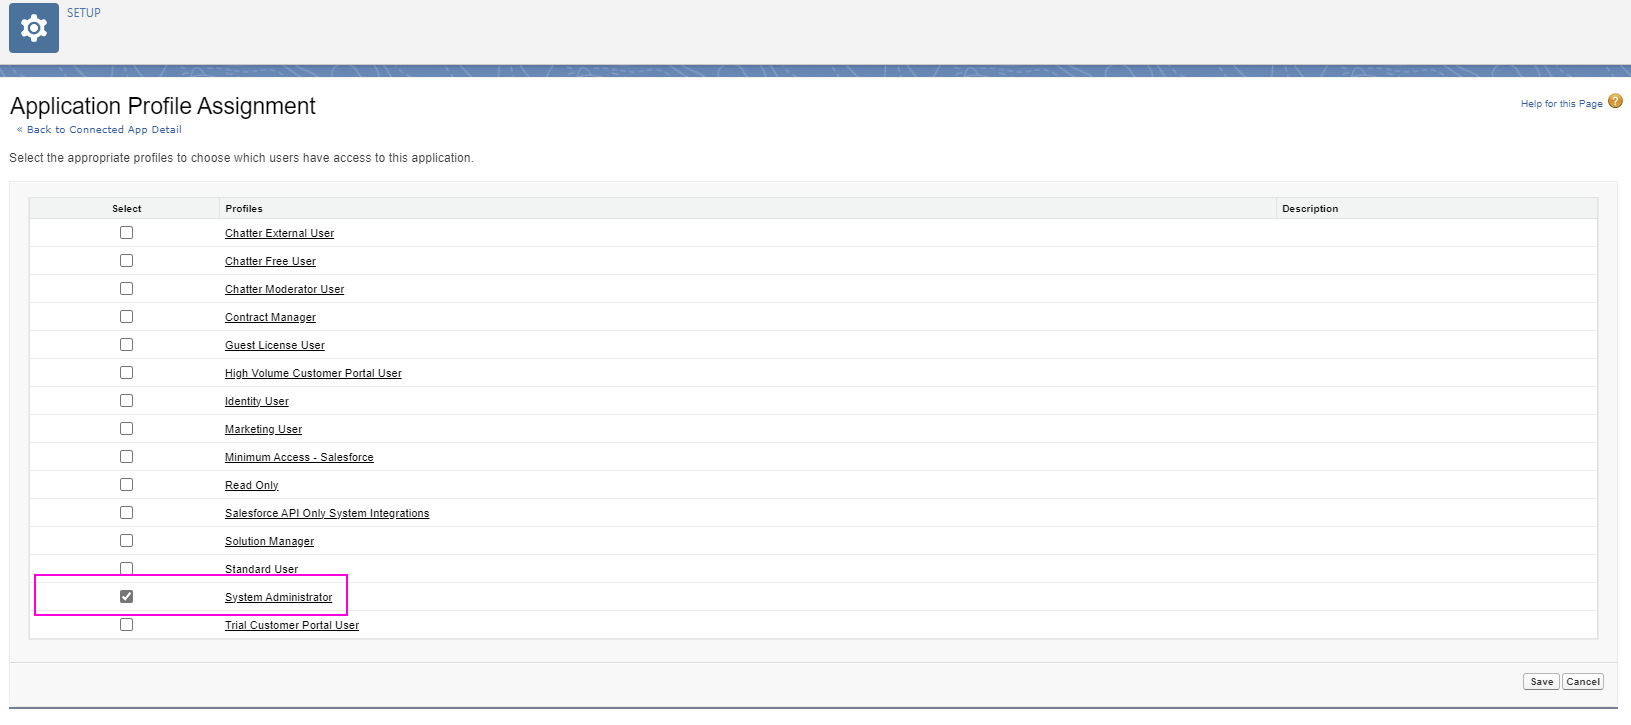 SETUP
Application Profile Assignment
Help for this Page ?
« Back to Connected App Detail
Select the appropriate profiles to choose which users have access to this application.
Select Profiles Description
Chatter External User
Chatter Free User
Chatter Moderator User
Contract Manager
Guest License User
High Volume Customer Portal User
Identity User
Marketing User
Minimum Access - Salesforce
Read Only
Salesforce API Only System Integrations
Solution Manager
Standard User
System Administrator
Trial Customer Portal User
Save Cancel